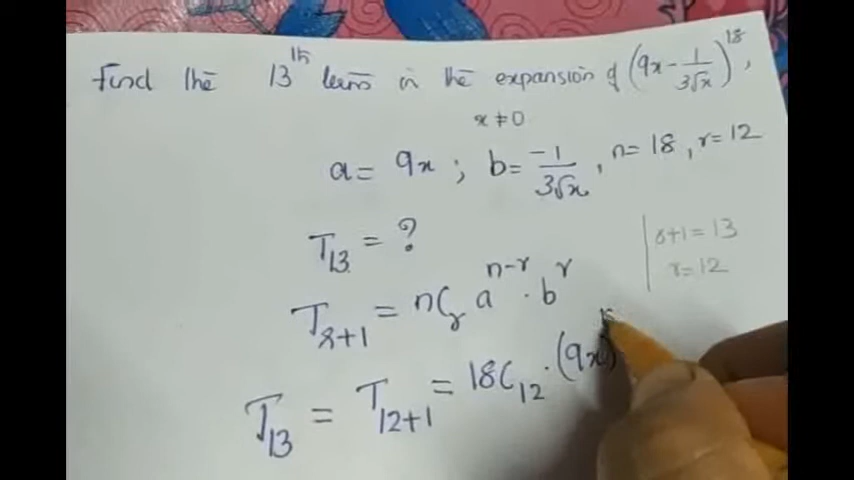 Find the 13th term in the expansion of (9x - 1/3√x)^18,
x ≠ 0
a = 9x ; b = -1/3√x , n = 18 , r = 12
T13 = ?
r+1 = 13
r = 12
Tr+1 = nCr a^n-r . b^r
T13 = T12+1 = 18C12 . (9x)